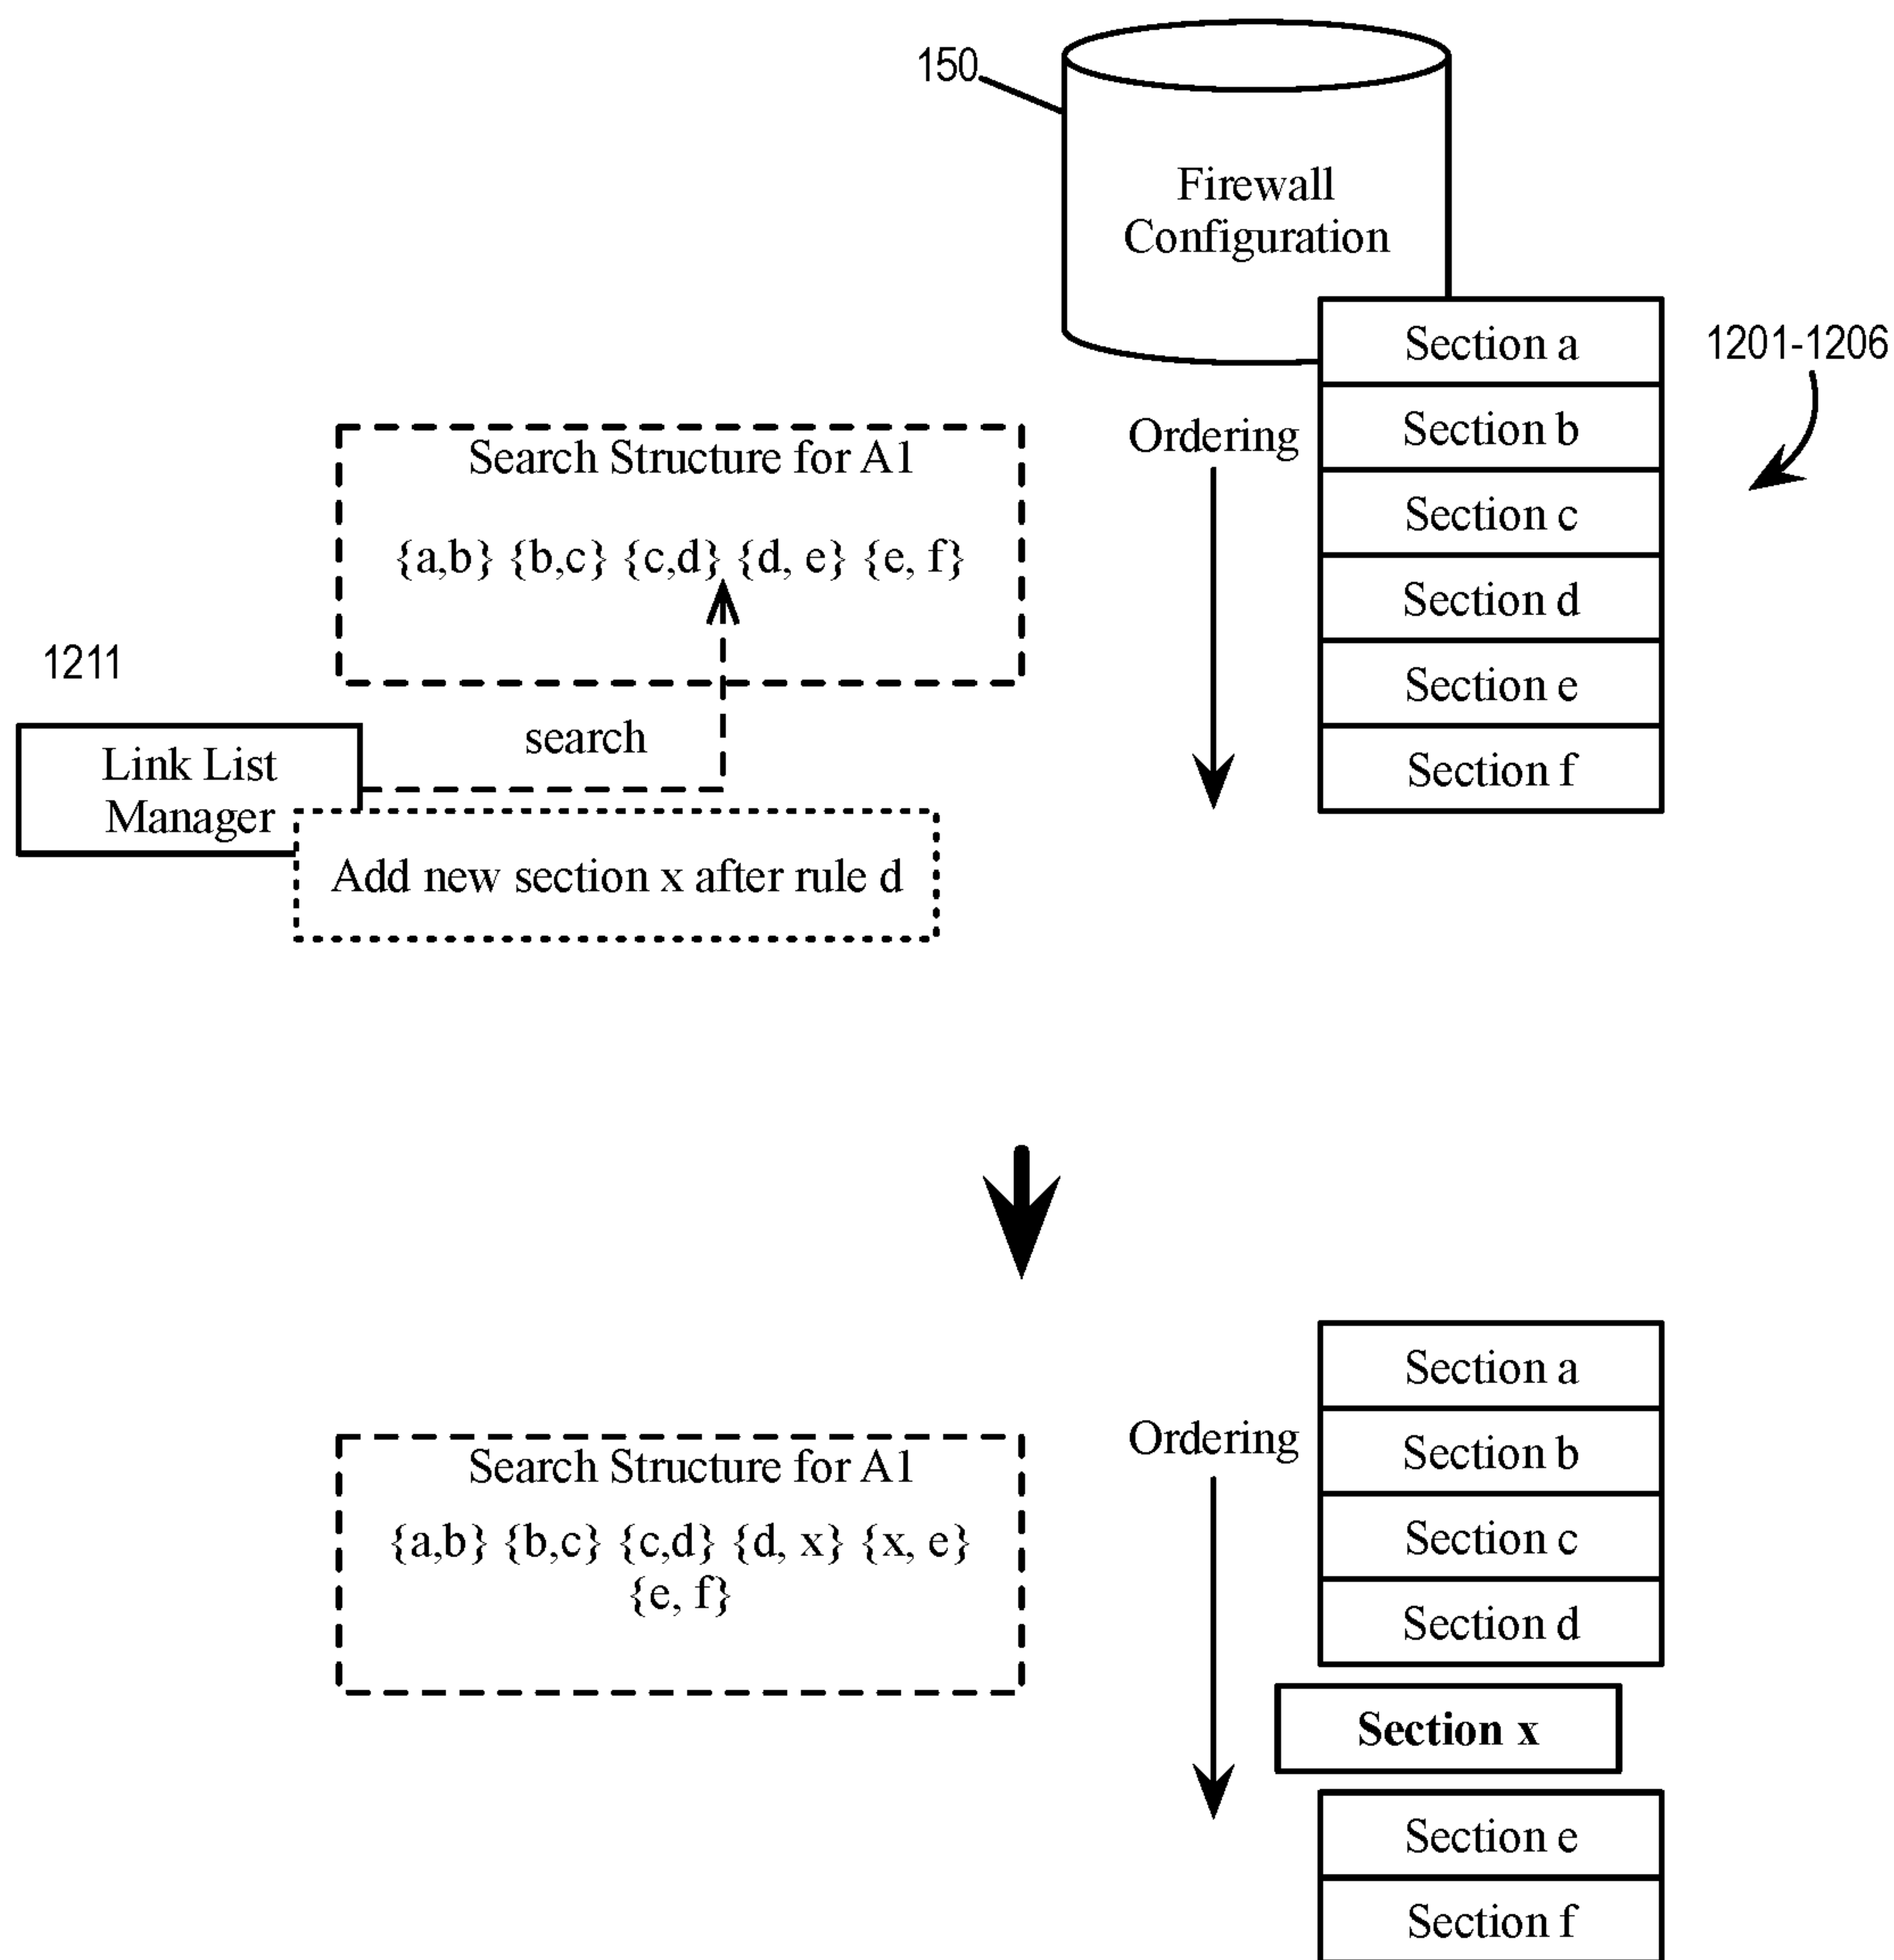 150
Firewall
Configuration
Section a
1201-1206
Ordering
Section b
Search Structure for A1
Section c
{a,b} {b,c} {c,d} {d, e} {e, f}
Section d
1211
Section e
search
Link List
Manager
Section f
Add new section x after rule d
Section a
Ordering
Section b
Search Structure for A1
Section c
{a,b} {b,c} {c,d} {d, x} {x, e}
{e, f}
Section d
Section x
Section e
Section f